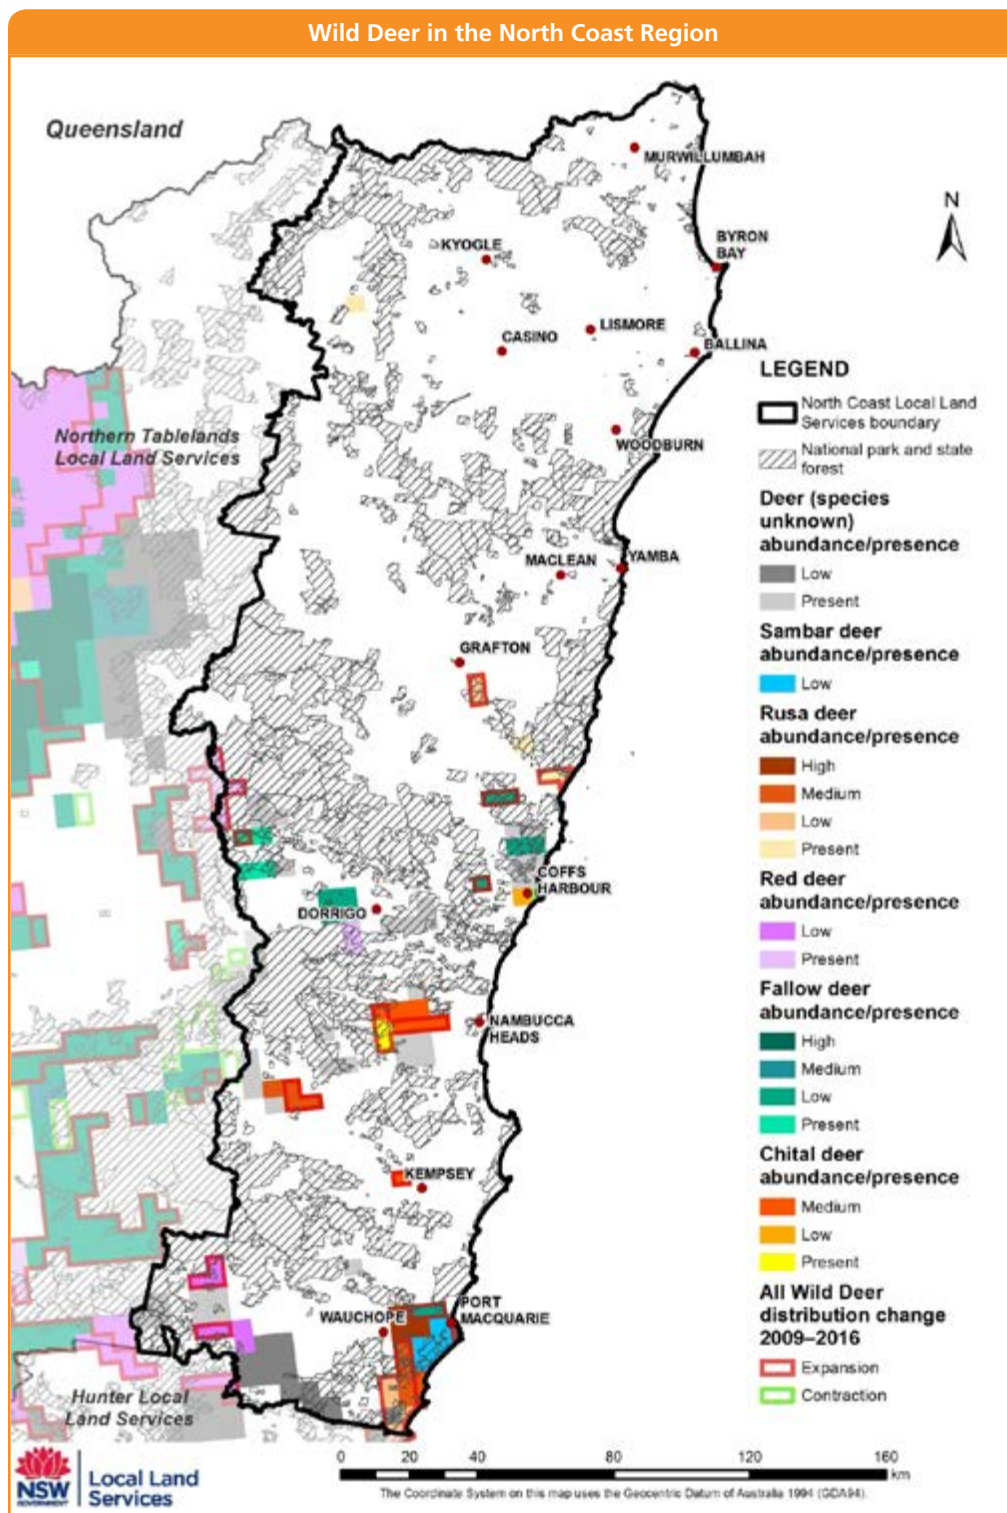 Wild Deer in the North Coast Region
Queensland
MURWILLUMBAH
N
BYRON
BAY
KYOGLE
LISMORE
CASINO
BALLINA
LEGEND
North Coast Local Land
Services boundary
National park and state
forest
Northern Tablelands
Local Land Services
WOODBURN
Deer (species
unknown)
abundance/presence
Low
Present
MACLEAN
YAMBA
Sambar deer
abundance/presence
Low
GRAFTON
Rusa deer
abundance/presence
High
Medium
Low
Present
COFFS
HARBOUR
DORRIGO
Red deer
abundance/presence
Low
Present
Fallow deer
abundance/presence
High
Medium
Low
Present
NAMBUCCA
HEADS
Chital deer
abundance/presence
Medium
Low
Present
KEMPSEY
All Wild Deer
distribution change
2009–2016
Expansion
Contraction
WAUCHOPE
PORT
MACQUARIE
Hunter Local
Land Services
NSW
GOVERNMENT
Local Land
Services
0 20 40 80 120 160
km
The Coordinate System on this map uses the Geocentric Datum of Australia 1994 (GDA94).